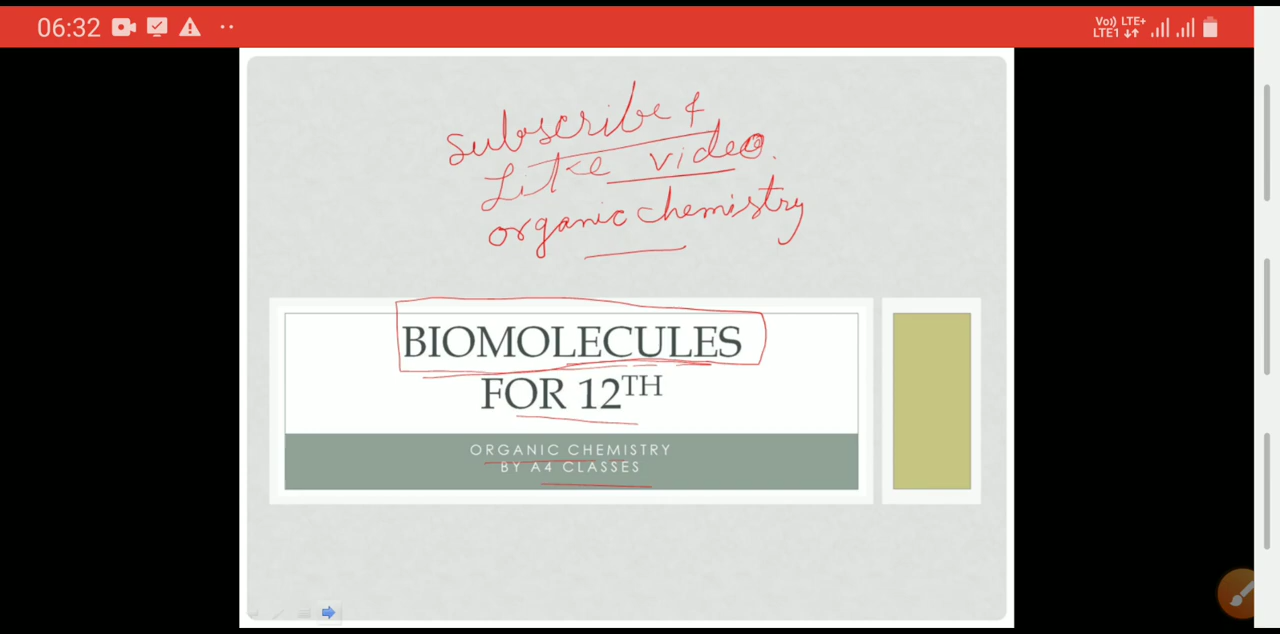 06:32
Vo)) LTE+
LTE1 ↓↑
subscribe &
Like video.
organic chemistry
BIOMOLECULES
FOR 12TH
ORGANIC CHEMISTRY
BY A4 CLASSES